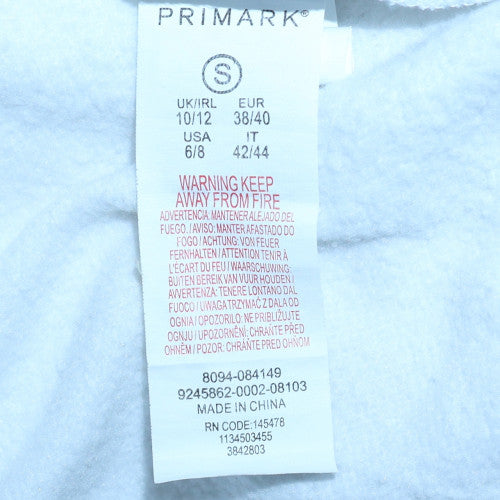 PRIMARK®
S
UK/IRL EUR
10/12 38/40
USA IT
6/8 42/44
WARNING KEEP
AWAY FROM FIRE
ADVERTENCIA: MANTENER ALEJADO DEL
FUEGO. / AVISO: MANTER AFASTADO DO
FOGO / ACHTUNG: VON FEUER
FERNHALTEN / ATTENTION TENIR À
L'ÉCART DU FEU / WAARSCHUWING:
BUITEN BEREIK VAN VUUR HOUDEN /
AVVERTENZA: TENERE LONTANO DAL
FUOCO / UWAGA TRZYMAĆ Z DALA OD
OGNIA / OPOZORILO: NE PRIBLIŽUJTE
OGNJU / UPOZORNĚNÍ: CHRAŇTE PŘED
OHNĚM / POZOR: CHRÁŇTE PRED OHŇOM
8094-084149
9245862-0002-08103
MADE IN CHINA
RN CODE: 145478
1134503455
3842803